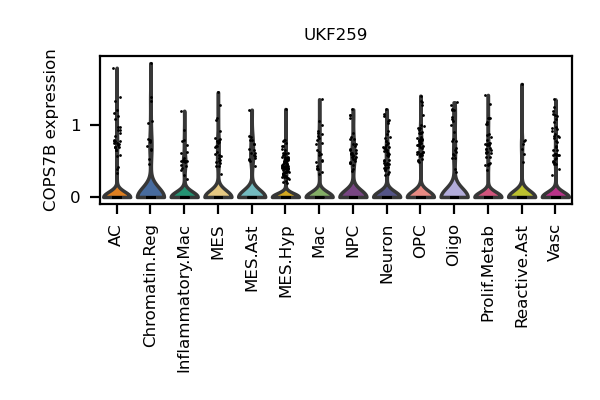 UKF259
COPS7B expression
1
0
AC
Chromatin.Reg
Inflammatory.Mac
MES
MES.Ast
MES.Hyp
Mac
NPC
Neuron
OPC
Oligo
Prolif.Metab
Reactive.Ast
Vasc